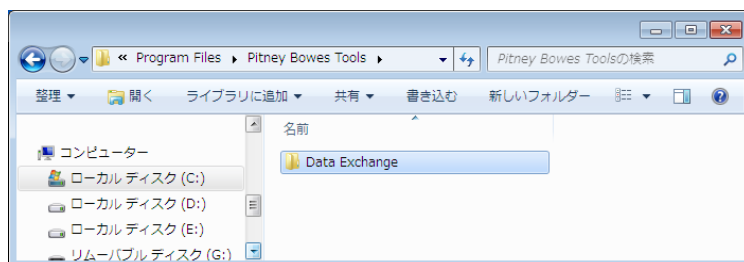 « Program Files ▸ Pitney Bowes Tools ▸
Pitney Bowes Toolsの検索
整理 開く ライブラリに追加 共有 書き込む 新しいフォルダー
名前
コンピューター
ローカル ディスク (C:)
Data Exchange
ローカル ディスク (D:)
ローカル ディスク (E:)
リムーバブル ディスク (G:)